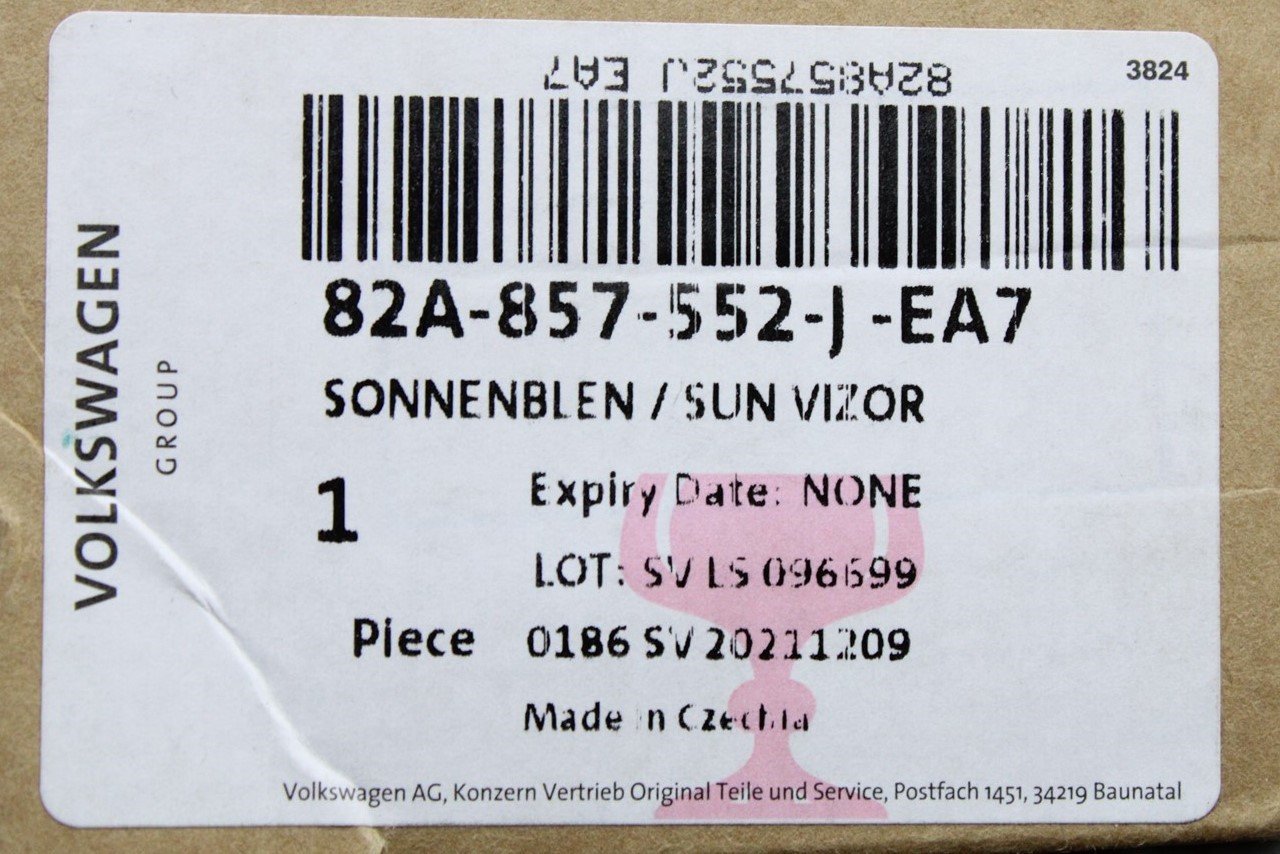 82A857552J EA7
3824
82A-857-552-J -EA7
SONNENBLEN / SUN VIZOR
VOLKSWAGEN
GROUP
1
Piece
Expiry Date: NONE
LOT: SV LS 096699
0186 SV 20211209
Made in Czechia
Volkswagen AG, Konzern Vertrieb Original Teile und Service, Postfach 1451, 34219 Baunatal